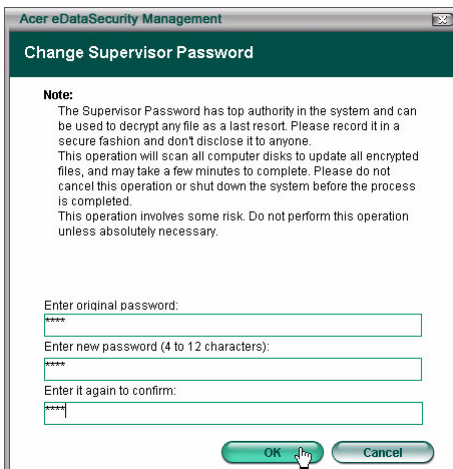 Acer eDataSecurity Management
Change Supervisor Password
Note:
The Supervisor Password has top authority in the system and can
be used to decrypt any file as a last resort. Please record it in a
secure fashion and don't disclose it to anyone.
This operation will scan all computer disks to update all encrypted
files, and may take a few minutes to complete. Please do not
cancel this operation or shut down the system before the process
is completed.
This operation involves some risk. Do not perform this operation
unless absolutely necessary.
Enter original password:
****
Enter new password (4 to 12 characters):
****
Enter it again to confirm:
****
OK Cancel